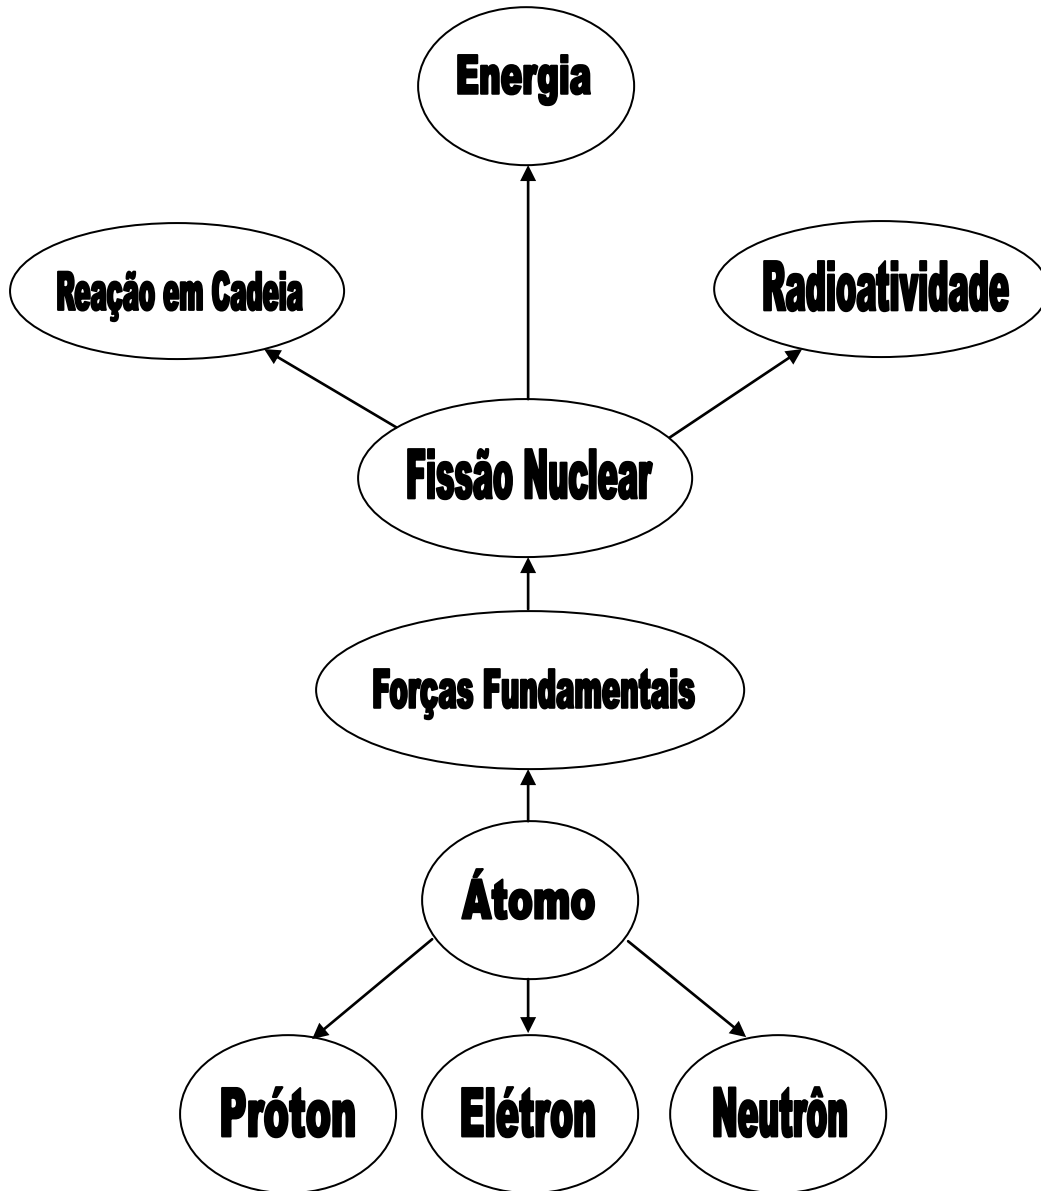 Energia
Reação em Cadeia
Radioatividade
Fissão Nuclear
Forças Fundamentais
Átomo
Próton
Elétron
Neutrôn